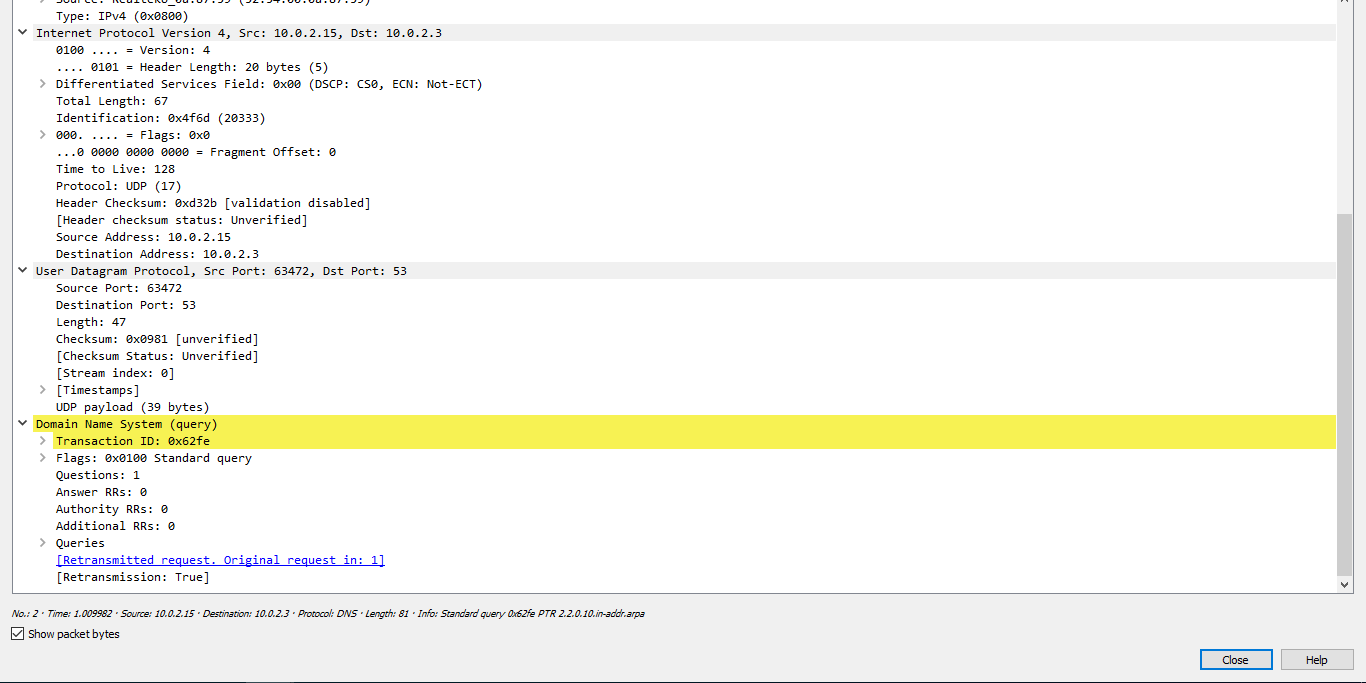 Type: IPv4 (0x0800)
Internet Protocol Version 4, Src: 10.0.2.15, Dst: 10.0.2.3
0100 .... = Version: 4
.... 0101 = Header Length: 20 bytes (5)
Differentiated Services Field: 0x00 (DSCP: CS0, ECN: Not-ECT)
Total Length: 67
Identification: 0x4f6d (20333)
000. .... = Flags: 0x0
...0 0000 0000 0000 = Fragment Offset: 0
Time to Live: 128
Protocol: UDP (17)
Header Checksum: 0xd32b [validation disabled]
[Header checksum status: Unverified]
Source Address: 10.0.2.15
Destination Address: 10.0.2.3
User Datagram Protocol, Src Port: 63472, Dst Port: 53
Source Port: 63472
Destination Port: 53
Length: 47
Checksum: 0x0981 [unverified]
[Checksum Status: Unverified]
[Stream index: 0]
[Timestamps]
UDP payload (39 bytes)
Domain Name System (query)
Transaction ID: 0x62fe
Flags: 0x0100 Standard query
Questions: 1
Answer RRs: 0
Authority RRs: 0
Additional RRs: 0
Queries
[Retransmitted request. Original request in: 1]
[Retransmission: True]
No.: 2 · Time: 1.009982 · Source: 10.0.2.15 · Destination: 10.0.2.3 · Protocol: DNS · Length: 81 · Info: Standard query 0x62fe PTR 2.2.0.10.in-addr.arpa
Show packet bytes
Close Help